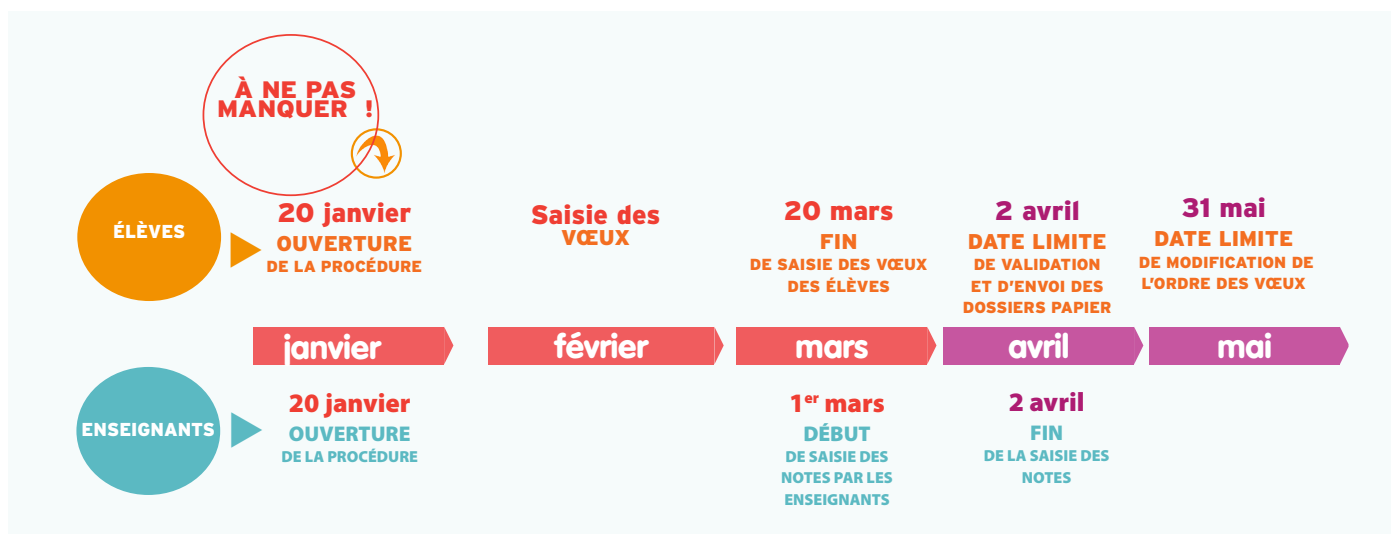 À NE PAS
MANQUER !
ÉLÈVES
20 janvier
OUVERTURE
DE LA PROCÉDURE
Saisie des
VŒUX
20 mars
FIN
DE SAISIE DES VŒUX
DES ÉLÈVES
2 avril
DATE LIMITE
DE VALIDATION
ET D'ENVOI DES
DOSSIERS PAPIER
31 mai
DATE LIMITE
DE MODIFICATION DE
L'ORDRE DES VŒUX
janvier
février
mars
avril
mai
ENSEIGNANTS
20 janvier
OUVERTURE
DE LA PROCÉDURE
1er mars
DÉBUT
DE SAISIE DES
NOTES PAR LES
ENSEIGNANTS
2 avril
FIN
DE LA SAISIE DES
NOTES